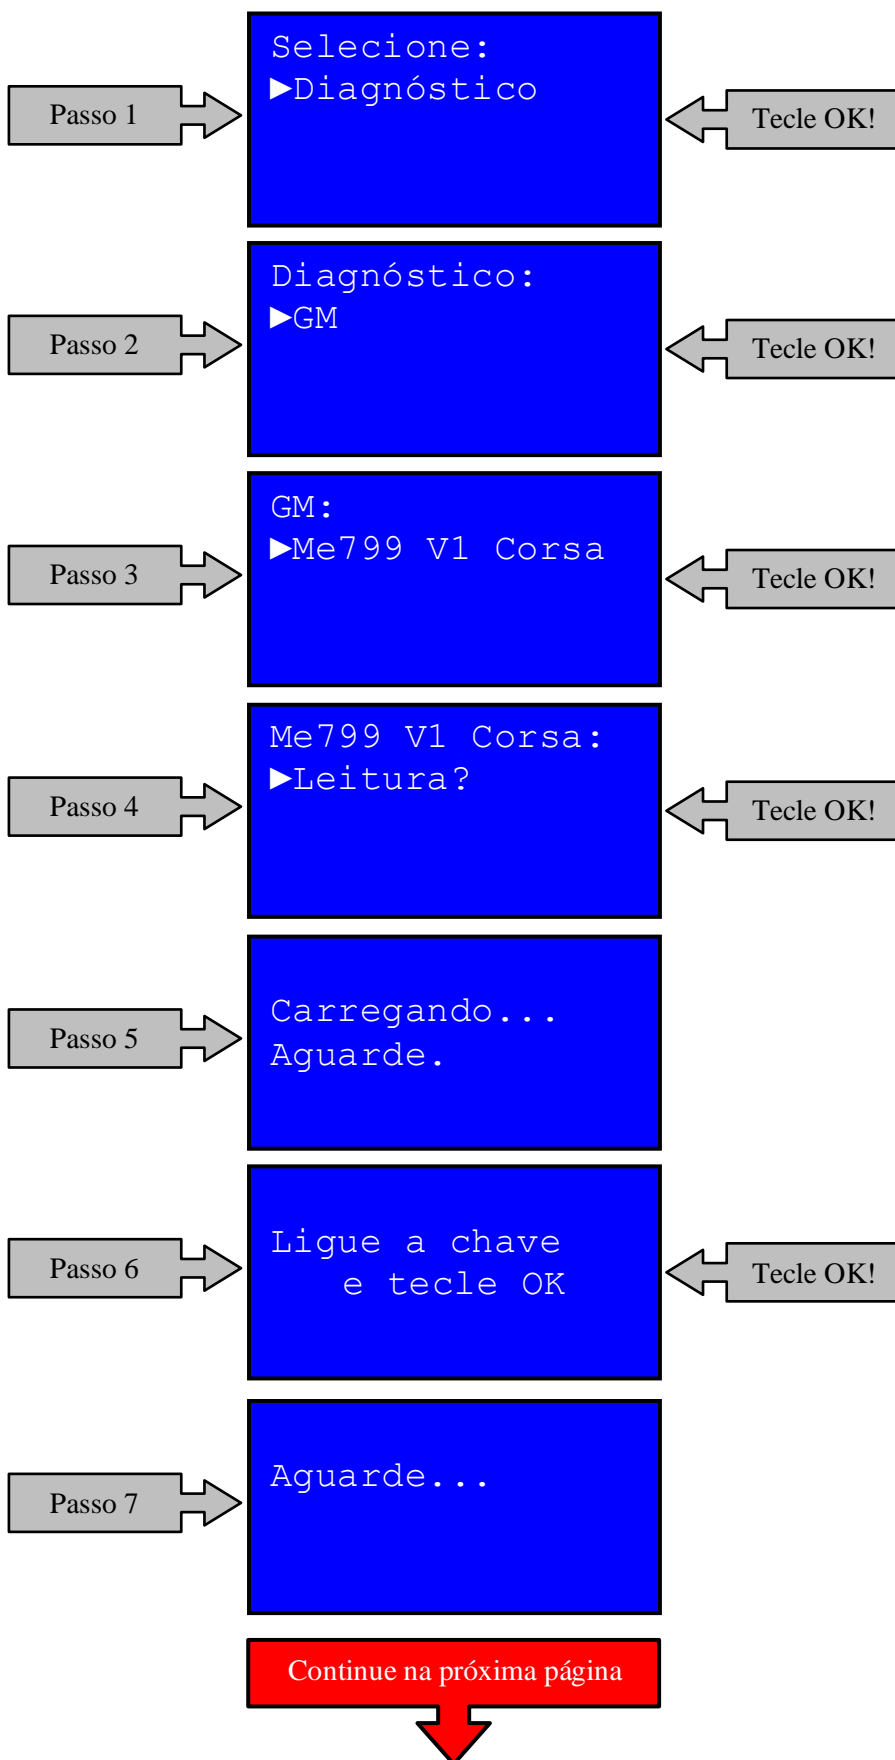 Selecione:
►Diagnóstico
Passo 1
Tecle OK!
Diagnóstico:
►GM
Passo 2
Tecle OK!
GM:
►Me799 V1 Corsa
Passo 3
Tecle OK!
Me799 V1 Corsa:
►Leitura?
Passo 4
Tecle OK!
Carregando...
Aguarde.
Passo 5
Ligue a chave
e tecle OK
Passo 6
Tecle OK!
Aguarde...
Passo 7
Continue na próxima página